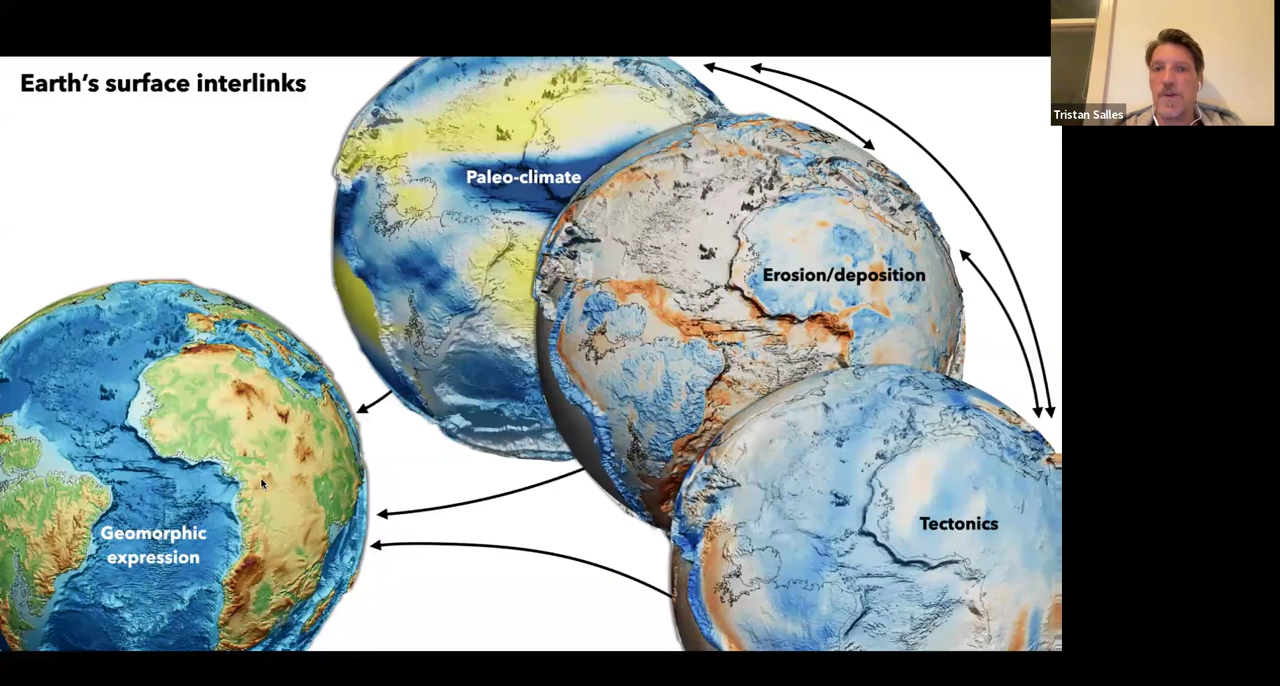 Earth's surface interlinks
Tristan Salles
Paleo-climate
Erosion/deposition
Tectonics
Geomorphic
expression